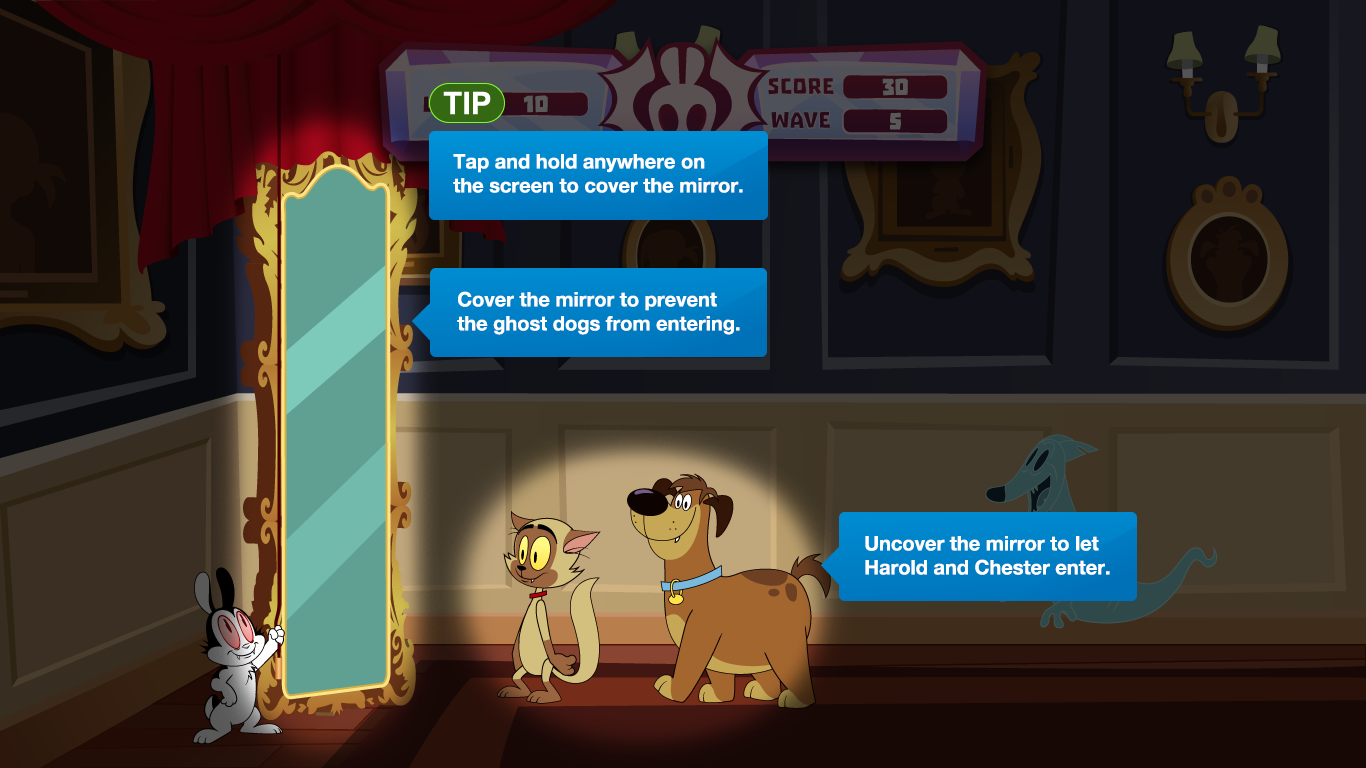 TIP
10
SCORE 30
WAVE 5
Tap and hold anywhere on
the screen to cover the mirror.
Cover the mirror to prevent
the ghost dogs from entering.
Uncover the mirror to let
Harold and Chester enter.